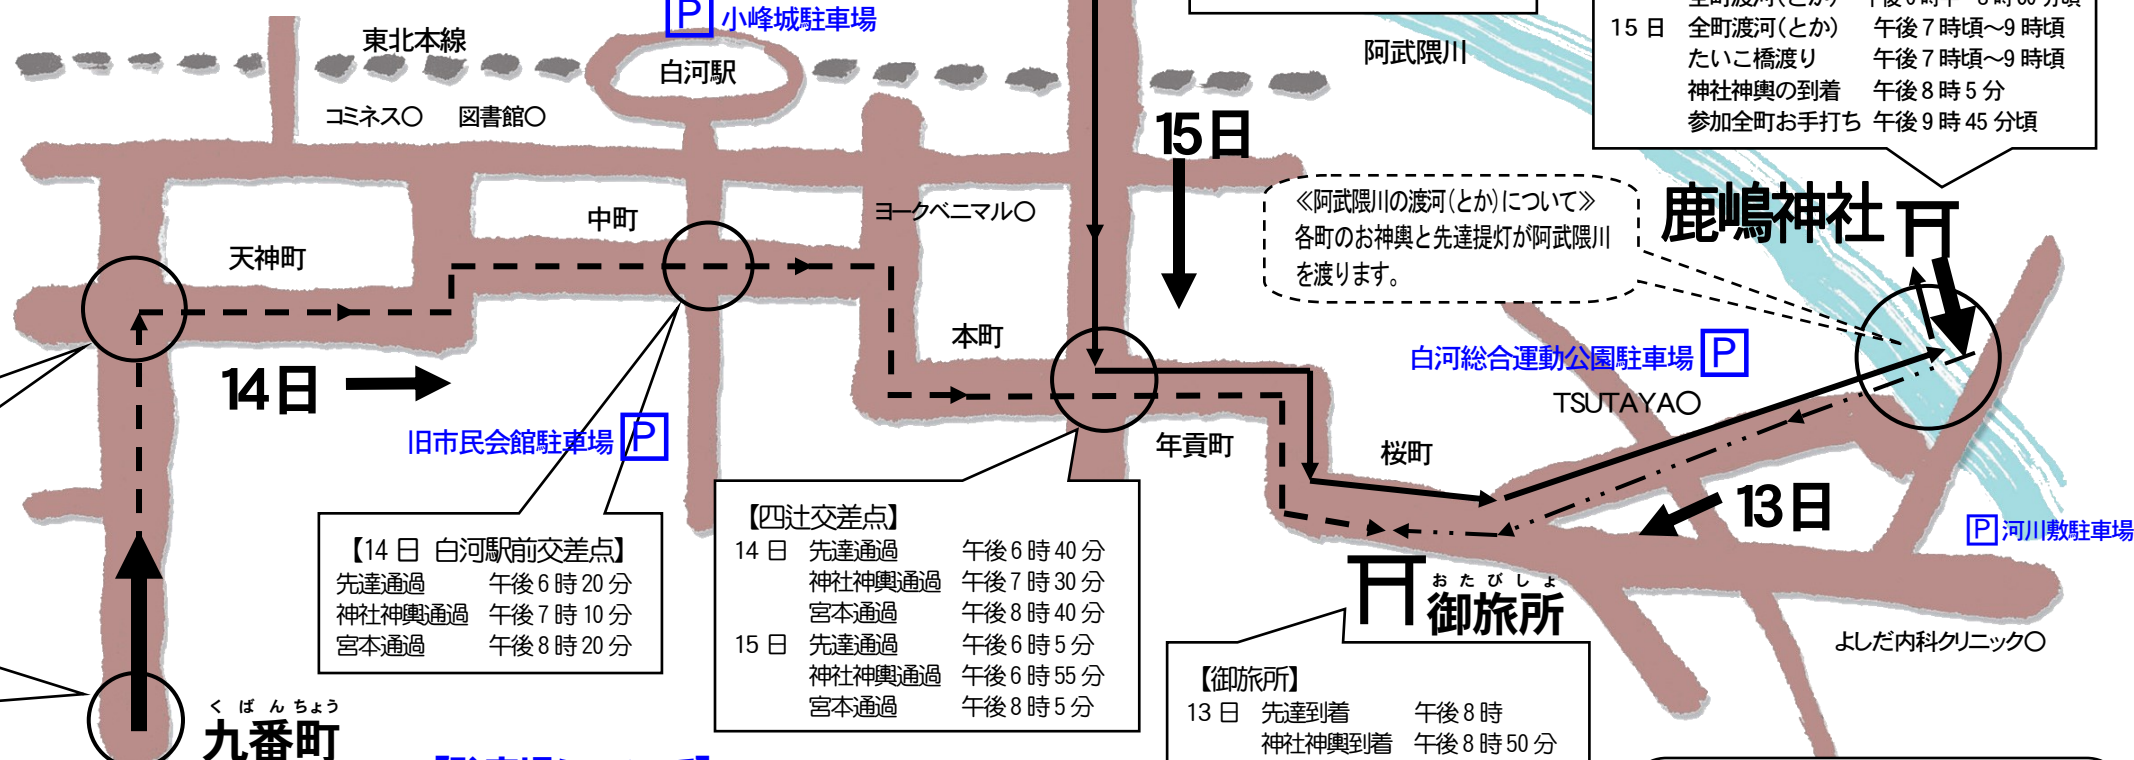 小峰城駐車場
P
東北本線
白河駅
コミネス○
図書館○
阿武隈川
15日 全町渡河(とか) 午後7時頃~9時頃
たいこ橋渡り 午後7時頃~9時頃
神社神輿の到着 午後8時5分
参加全町お手打ち 午後9時45分頃
15日
≪阿武隈川の渡河(とか)について≫
各町のお神輿と先達提灯が阿武隈川
を渡ります。
鹿嶋神社
天神町
中町
ヨークベニマル○
本町
14日
旧市民会館駐車場 P
白河総合運動公園駐車場 P
TSUTAYA○
年貢町
桜町
13日
P 河川敷駐車場
【14日 白河駅前交差点】
先達通過 午後6時20分
神社神輿通過 午後7時10分
宮本通過 午後8時20分
【四辻交差点】
14日 先達通過 午後6時40分
神社神輿通過 午後7時30分
宮本通過 午後8時40分
15日 先達通過 午後6時5分
神社神輿通過 午後6時55分
宮本通過 午後8時5分
おたびしょ
御旅所
よしだ内科クリニック○
【御旅所】
13日 先達到着 午後8時
神社神輿到着 午後8時50分
くばんちょう
九番町